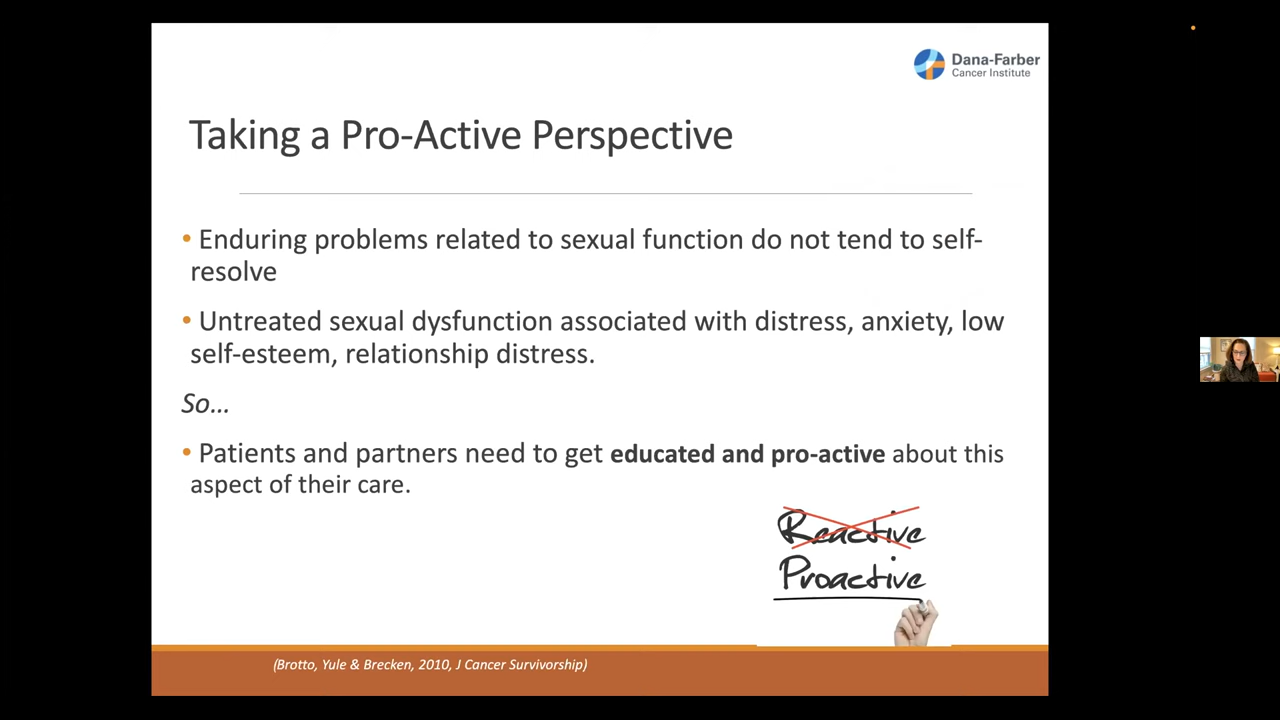 Dana-Farber
Cancer Institute
Taking a Pro-Active Perspective
• Enduring problems related to sexual function do not tend to self-
resolve
• Untreated sexual dysfunction associated with distress, anxiety, low
self-esteem, relationship distress.
So…
• Patients and partners need to get educated and pro-active about this
aspect of their care.
Reactive
Proactive
(Brotto, Yule & Brecken, 2010, J Cancer Survivorship)